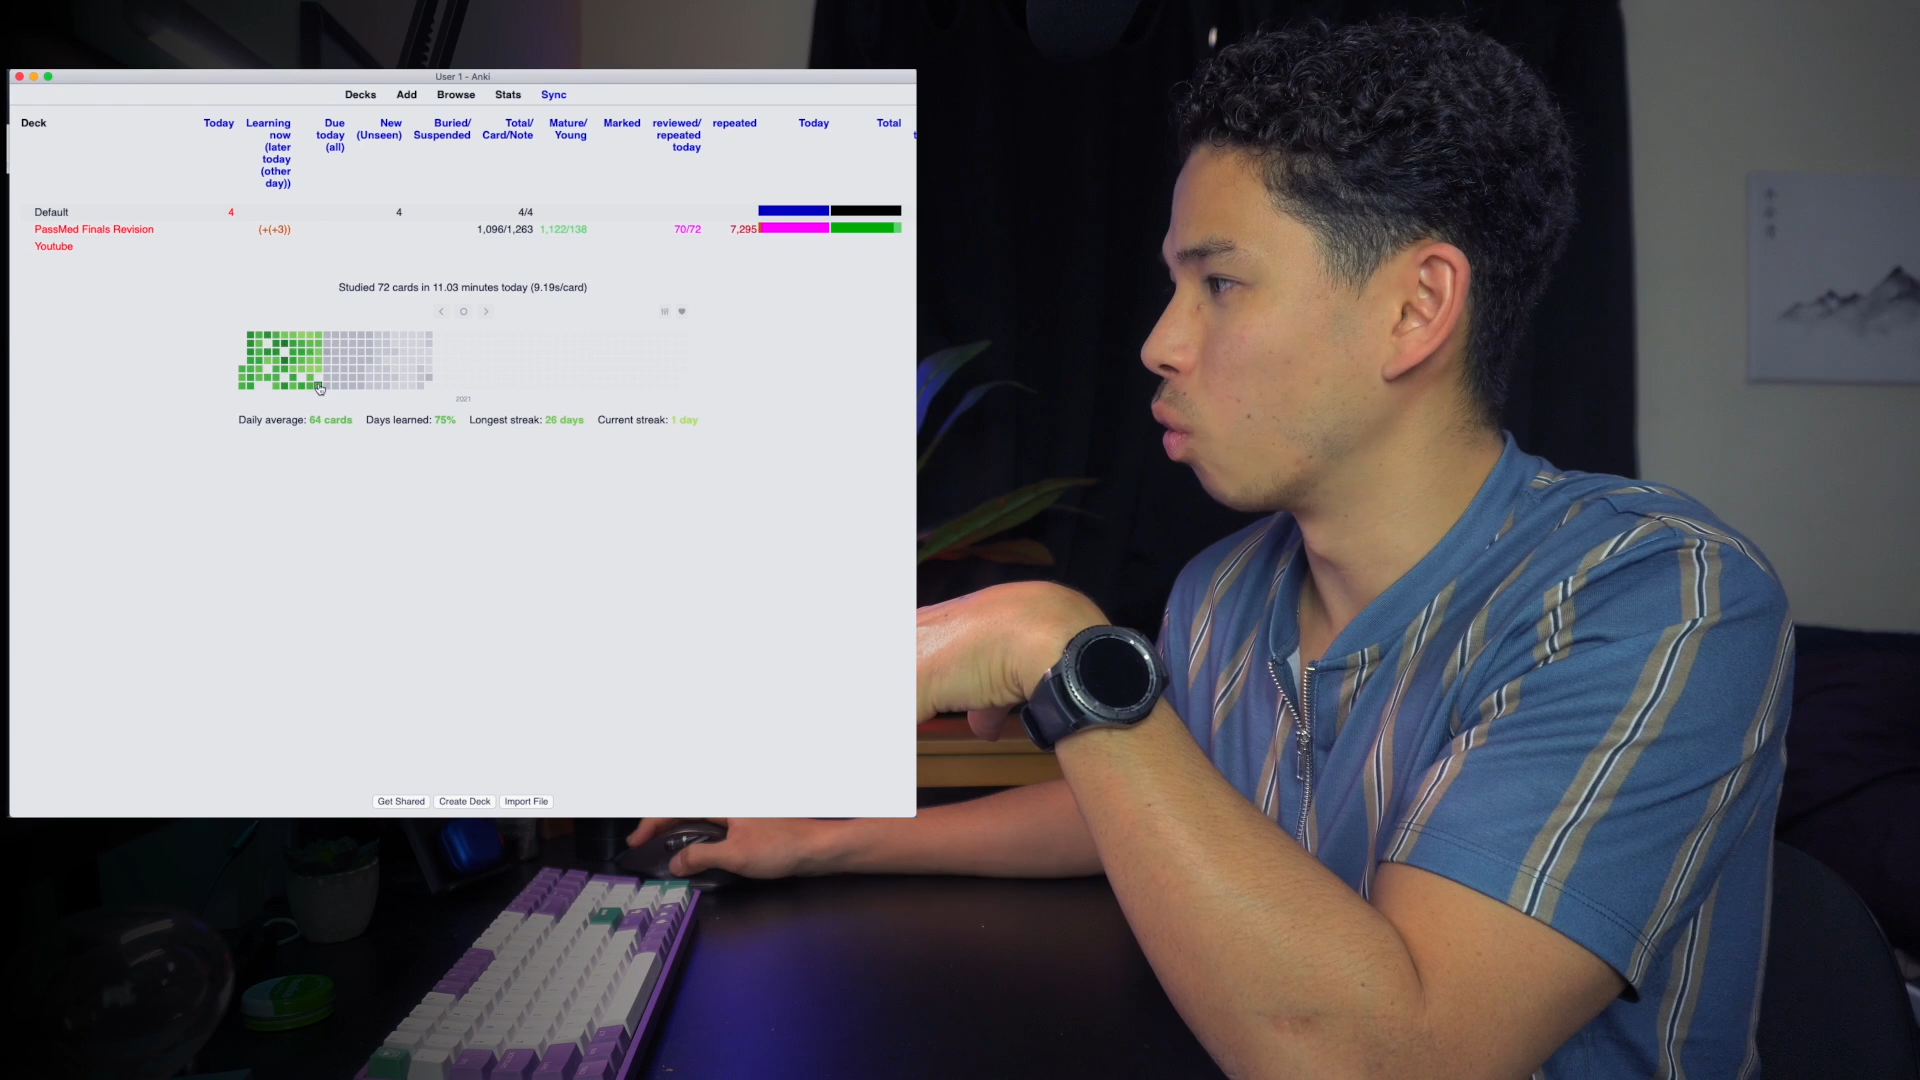 User 1 - Anki
Decks Add Browse Stats Sync
Deck Today Learning now (later today (other day)) Due today (all) New (Unseen) Buried/ Suspended Total/ Card/Note Mature/ Young Marked reviewed/ repeated today repeated Today Total
Default 4 4 4/4
PassMed Finals Revision (+(+3)) 1,096/1,263 1,122/138 70/72 7,295
Youtube
Studied 72 cards in 11.03 minutes today (9.19s/card)
2021
Daily average: 64 cards Days learned: 75% Longest streak: 26 days Current streak: 1 day
Get Shared Create Deck Import File